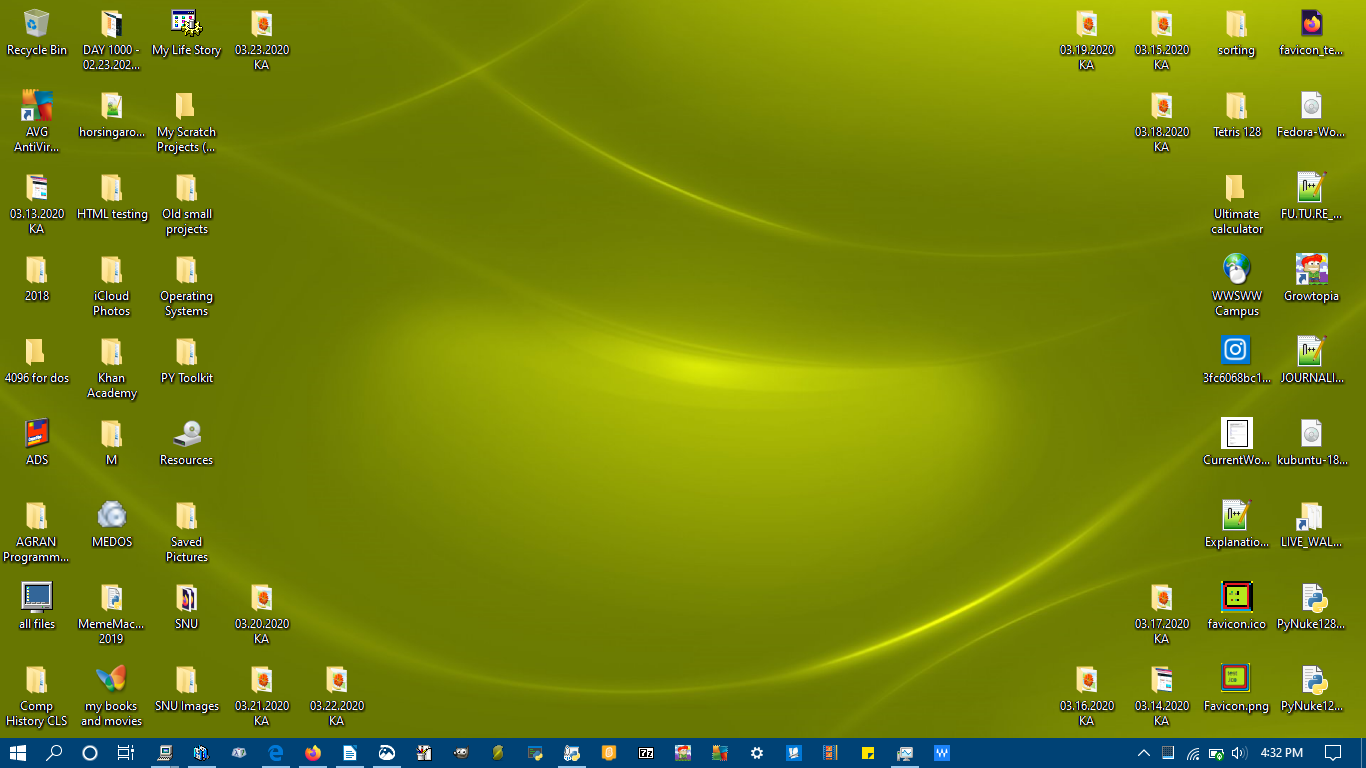 Recycle Bin
DAY 1000 -
02.23.202...
My Life Story
03.23.2020
KA
03.19.2020
KA
03.15.2020
KA
sorting
favicon_te...
AVG
AntiVir...
horsingaro...
My Scratch
Projects (...
03.18.2020
KA
Tetris 128
Fedora-Wo...
03.13.2020
KA
HTML testing
Old small
projects
Ultimate
calculator
FU.TU.RE_...
2018
iCloud
Photos
Operating
Systems
WWSWW
Campus
Growtopia
4096 for dos
Khan
Academy
PY Toolkit
3fc6068bc1...
JOURNALI...
ADS
M
Resources
CurrentWo...
kubuntu-18...
AGRAN
Programm...
MEDOS
Saved
Pictures
Explanatio...
LIVE_WAL...
all files
MemeMac...
2019
SNU
03.20.2020
KA
03.17.2020
KA
favicon.ico
PyNuke128...
Comp
History CLS
my books
and movies
SNU Images
03.21.2020
KA
03.22.2020
KA
03.16.2020
KA
03.14.2020
KA
Favicon.png
PyNuke12...
4:32 PM